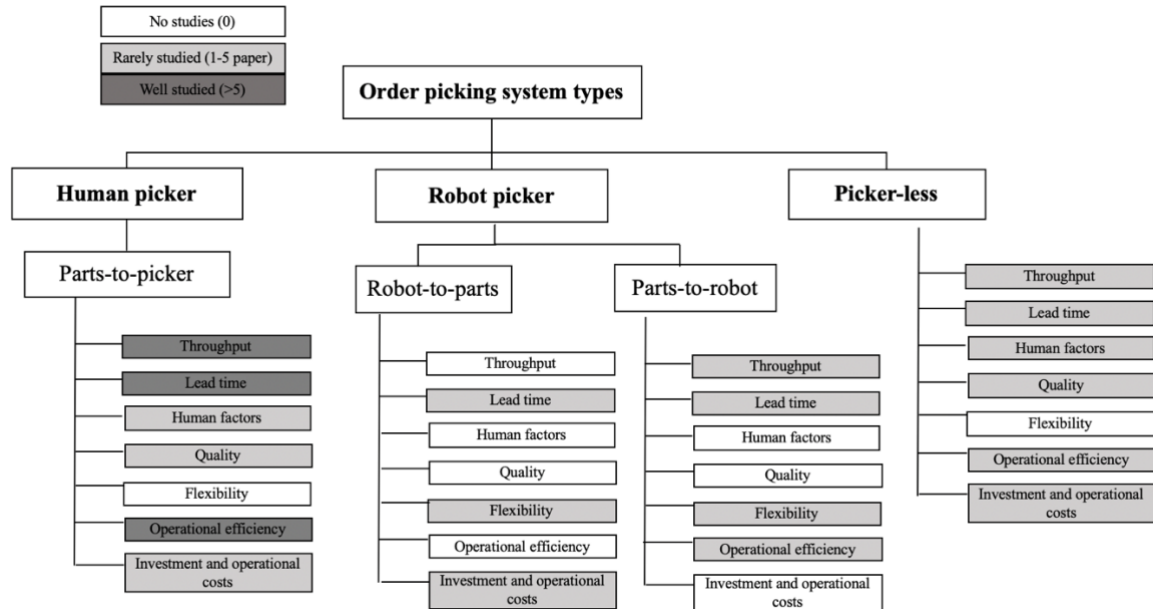 No studies (0)
Rarely studied (1-5 paper)
Well studied (>5)
Order picking system types
Human picker
Robot picker
Picker-less
Parts-to-picker
Throughput
Lead time
Human factors
Quality
Flexibility
Operational efficiency
Investment and operational
costs
Robot-to-parts
Throughput
Lead time
Human factors
Quality
Flexibility
Operational efficiency
Investment and operational
costs
Parts-to-robot
Throughput
Lead time
Human factors
Quality
Flexibility
Operational efficiency
Investment and operational
costs
Throughput
Lead time
Human factors
Quality
Flexibility
Operational efficiency
Investment and operational
costs